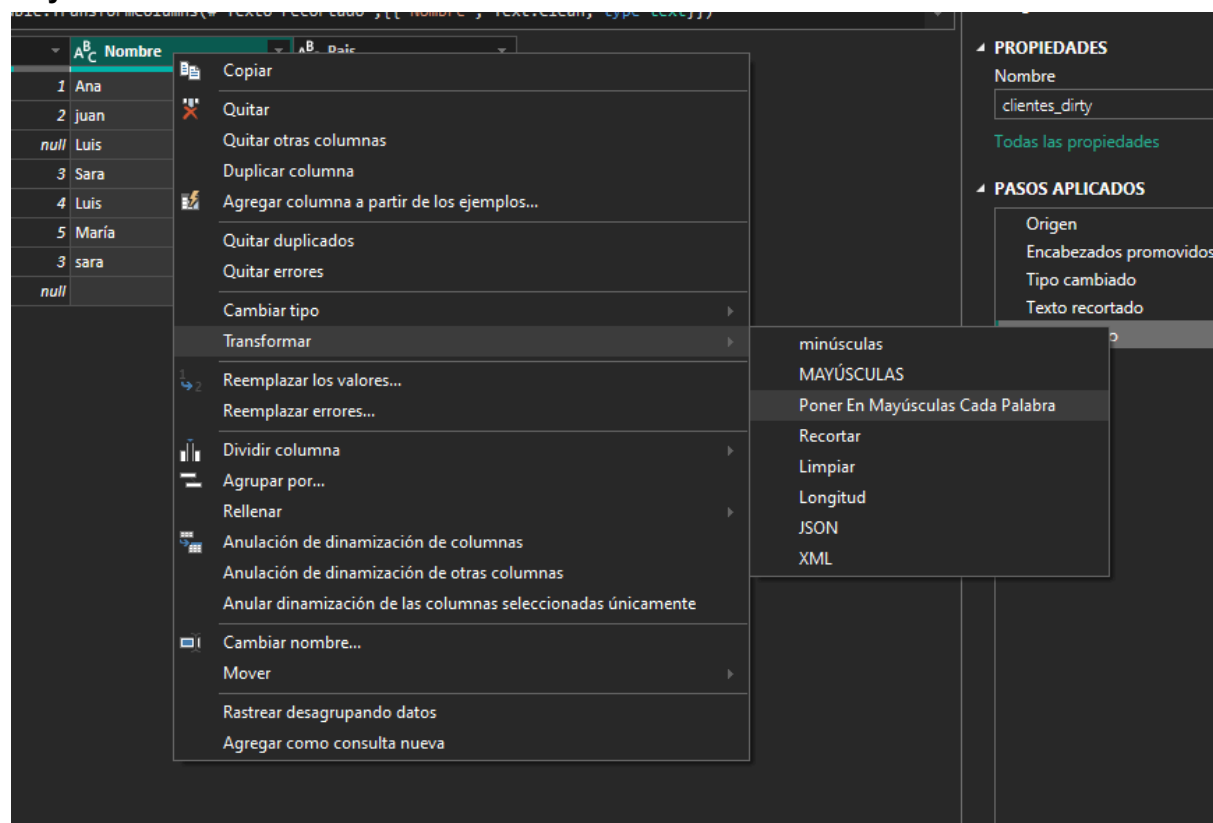 Nombre
Pais
1 Ana
2 juan
null Luis
3 Sara
4 Luis
5 María
3 sara
null
Copiar
Quitar
Quitar otras columnas
Duplicar columna
Agregar columna a partir de los ejemplos...
Quitar duplicados
Quitar errores
Cambiar tipo
Transformar
Reemplazar los valores...
Reemplazar errores...
Dividir columna
Agrupar por...
Rellenar
Anulación de dinamización de columnas
Anulación de dinamización de otras columnas
Anular dinamización de las columnas seleccionadas únicamente
Cambiar nombre...
Mover
Rastrear desagrupando datos
Agregar como consulta nueva
minúsculas
MAYÚSCULAS
Poner En Mayúsculas Cada Palabra
Recortar
Limpiar
Longitud
JSON
XML
PROPIEDADES
Nombre
clientes_dirty
Todas las propiedades
PASOS APLICADOS
Origen
Encabezados promovidos
Tipo cambiado
Texto recortado